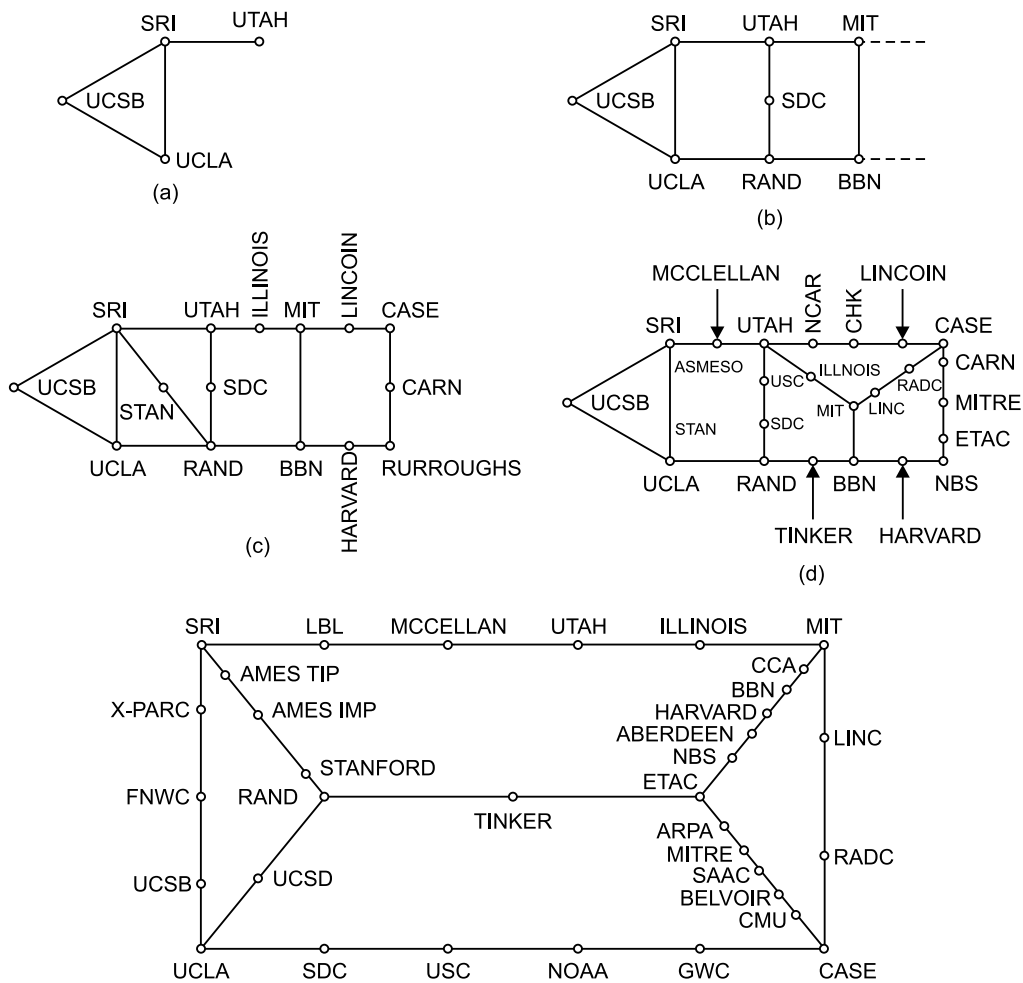 SRI UTAH
UCSB
UCLA
(a)
SRI UTAH MIT
UCSB SDC
UCLA RAND BBN
(b)
ILLINOIS LINCOIN
SRI UTAH MIT CASE
UCSB SDC CARN
STAN
UCLA RAND BBN RURROUGHS
HARVARD
(c)
MCCLELLAN NCAR CHK LINCOIN
SRI UTAH CASE
ASMESO ILLNOIS CARN
USC RADC
UCSB MIT LINC MITRE
STAN SDC ETAC
UCLA RAND BBN NBS
TINKER HARVARD
(d)
SRI LBL MCCELLAN UTAH ILLINOIS MIT
AMES TIP CCA
BBN
X-PARC AMES IMP HARVARD
ABERDEEN LINC
STANFORD NBS
FNWC RAND ETAC
TINKER
ARPA
MITRE RADC
UCSB UCSD SAAC
BELVOIR
CMU
UCLA SDC USC NOAA GWC CASE